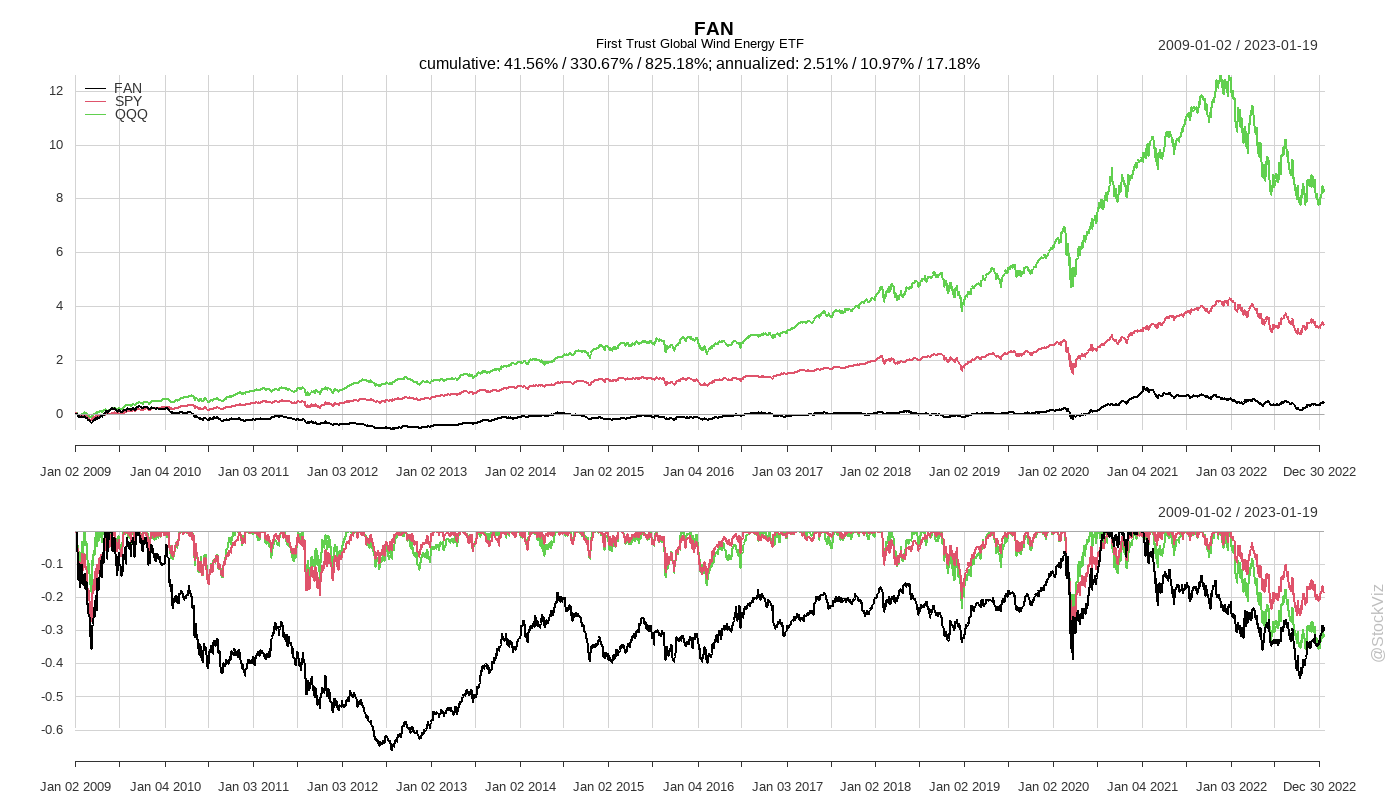 FAN
First Trust Global Wind Energy ETF
2009-01-02 / 2023-01-19
cumulative: 41.56% / 330.67% / 825.18%; annualized: 2.51% / 10.97% / 17.18%
FAN
SPY
QQQ
12
10
8
6
4
2
0
Jan 02 2009 Jan 04 2010 Jan 03 2011 Jan 03 2012 Jan 02 2013 Jan 02 2014 Jan 02 2015 Jan 04 2016 Jan 03 2017 Jan 02 2018 Jan 02 2019 Jan 02 2020 Jan 04 2021 Jan 03 2022 Dec 30 2022
2009-01-02 / 2023-01-19
-0.1
-0.2
-0.3
-0.4
-0.5
-0.6
Jan 02 2009 Jan 04 2010 Jan 03 2011 Jan 03 2012 Jan 02 2013 Jan 02 2014 Jan 02 2015 Jan 04 2016 Jan 03 2017 Jan 02 2018 Jan 02 2019 Jan 02 2020 Jan 04 2021 Jan 03 2022 Dec 30 2022
@StockViz